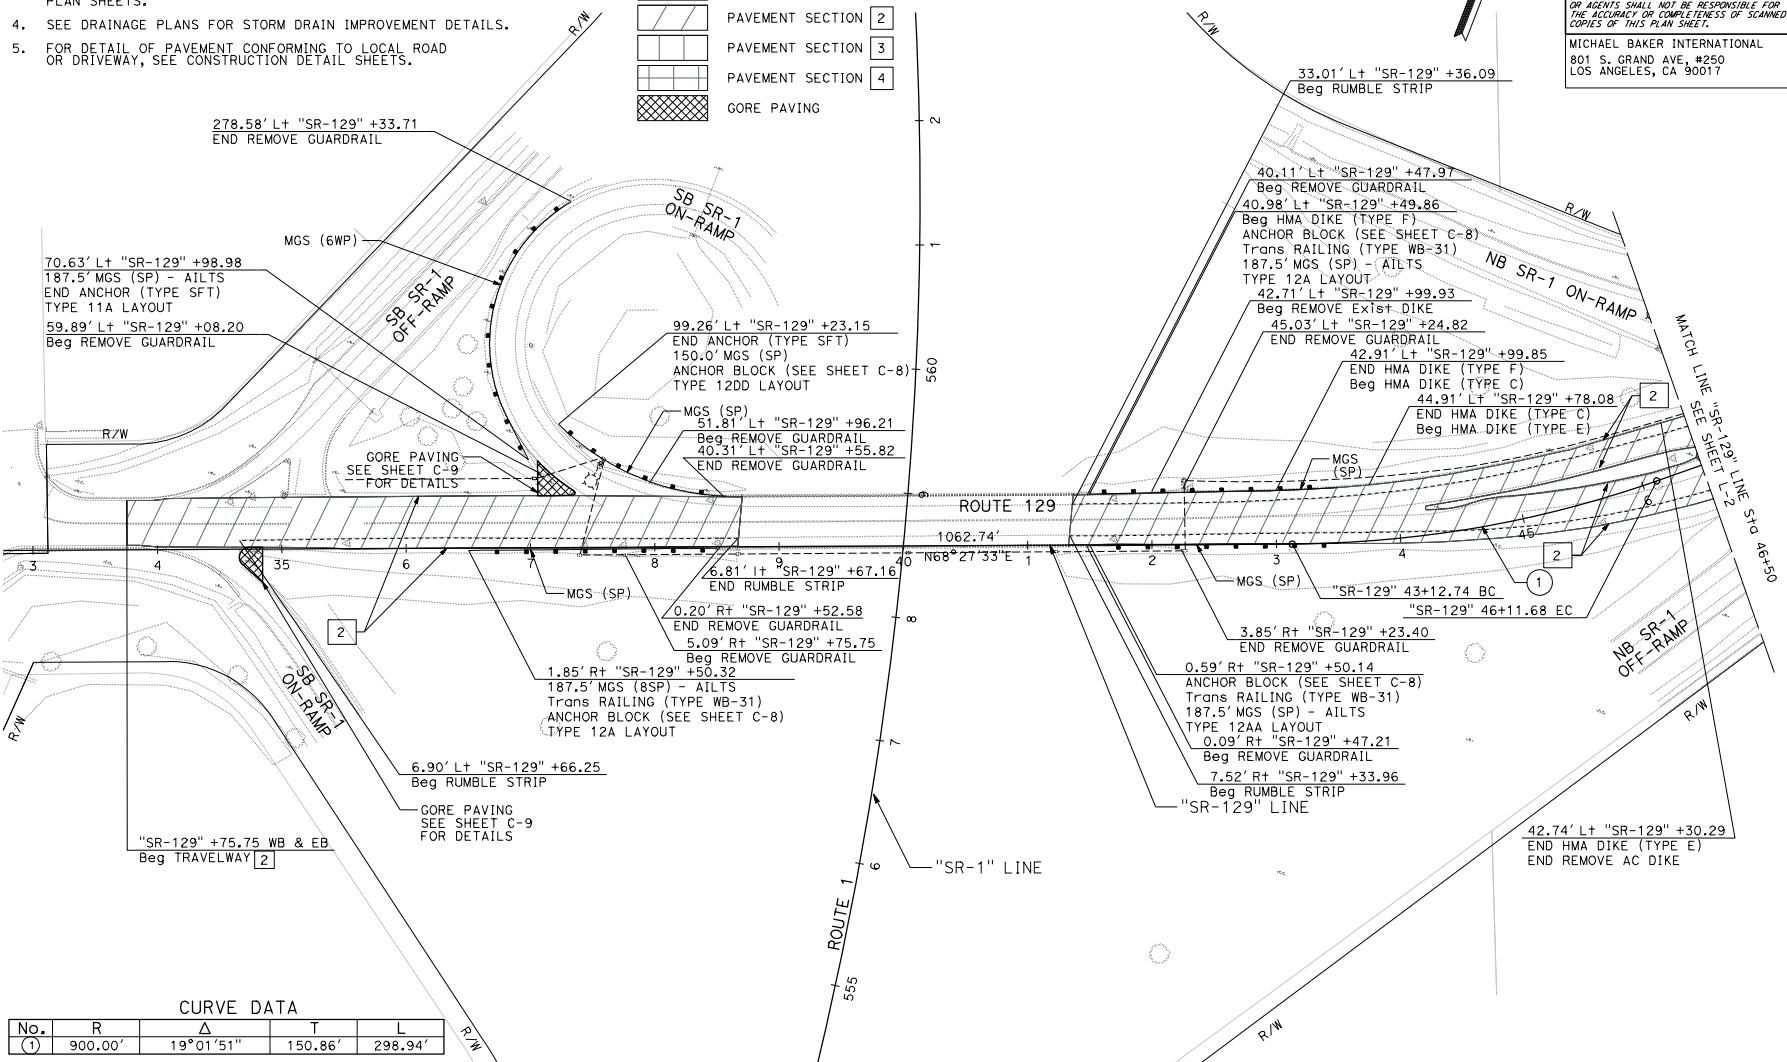 PLAN SHEETS.
4. SEE DRAINAGE PLANS FOR STORM DRAIN IMPROVEMENT DETAILS.
5. FOR DETAIL OF PAVEMENT CONFORMING TO LOCAL ROAD
OR DRIVEWAY, SEE CONSTRUCTION DETAIL SHEETS.
PAVEMENT SECTION 2
PAVEMENT SECTION 3
PAVEMENT SECTION 4
GORE PAVING
OR AGENTS SHALL NOT BE RESPONSIBLE FOR
THE ACCURACY OR COMPLETENESS OF SCANNED
COPIES OF THIS PLAN SHEET.
MICHAEL BAKER INTERNATIONAL
801 S. GRAND AVE, #250
LOS ANGELES, CA 90017
R/W
R/W
278.58' Lt "SR-129" +33.71
END REMOVE GUARDRAIL
33.01' Lt "SR-129" +36.09
Beg RUMBLE STRIP
2
SB SR-1
ON-RAMP
MGS (6WP)
1
70.63' Lt "SR-129" +98.98
187.5' MGS (SP) - AILTS
END ANCHOR (TYPE SFT)
TYPE 11A LAYOUT
59.89' Lt "SR-129" +08.20
Beg REMOVE GUARDRAIL
SB SR-1
OFF-RAMP
99.26' Lt "SR-129" +23.15
END ANCHOR (TYPE SFT)
150.0' MGS (SP)
ANCHOR BLOCK (SEE SHEET C-8)
TYPE 12DD LAYOUT
560
MGS (SP)
51.81' Lt "SR-129" +96.21
Beg REMOVE GUARDRAIL
40.31' Lt "SR-129" +55.82
END REMOVE GUARDRAIL
40.11' Lt "SR-129" +47.97
Beg REMOVE GUARDRAIL
40.98' Lt "SR-129" +49.86
Beg HMA DIKE (TYPE F)
ANCHOR BLOCK (SEE SHEET C-8)
Trans RAILING (TYPE WB-31)
187.5' MGS (SP) - AILTS
TYPE 12A LAYOUT
42.71' Lt "SR-129" +99.93
Beg REMOVE Exist DIKE
45.03' Lt "SR-129" +24.82
END REMOVE GUARDRAIL
42.91' Lt "SR-129" +99.85
END HMA DIKE (TYPE F)
Beg HMA DIKE (TYPE C)
44.91' Lt "SR-129" +78.08
END HMA DIKE (TYPE C)
Beg HMA DIKE (TYPE E)
R/W
NB SR-1 ON-RAMP
2
MATCH LINE "SR-129" LINE Sta 46+50
SEE SHEET L-2
R/W
GORE PAVING
SEE SHEET C-9
FOR DETAILS
MGS
(SP)
9
ROUTE 129
1062.74'
N68°27'33"E
3 4 35 6 7 8 9 40 1 2 3 4 45 6
2
1
MGS (SP)
MGS (SP)
"SR-129" 43+12.74 BC
"SR-129" 46+11.68 EC
6.81' Lt "SR-129" +67.16
END RUMBLE STRIP
0.20' Rt "SR-129" +52.58
END REMOVE GUARDRAIL
5.09' Rt "SR-129" +75.75
Beg REMOVE GUARDRAIL
1.85' Rt "SR-129" +50.32
187.5' MGS (8SP) - AILTS
Trans RAILING (TYPE WB-31)
ANCHOR BLOCK (SEE SHEET C-8)
TYPE 12A LAYOUT
2
8
3.85' Rt "SR-129" +23.40
END REMOVE GUARDRAIL
0.59' Rt "SR-129" +50.14
ANCHOR BLOCK (SEE SHEET C-8)
Trans RAILING (TYPE WB-31)
187.5' MGS (SP) - AILTS
TYPE 12AA LAYOUT
0.09' Rt "SR-129" +47.21
Beg REMOVE GUARDRAIL
7.52' Rt "SR-129" +33.96
Beg RUMBLE STRIP
"SR-129" LINE
NB SR-1
OFF-RAMP
R/W
R/W
SB SR-1
ON-RAMP
7
6.90' Lt "SR-129" +66.25
Beg RUMBLE STRIP
GORE PAVING
SEE SHEET C-9
FOR DETAILS
"SR-129" +75.75 WB & EB
Beg TRAVELWAY 2
42.74' Lt "SR-129" +30.29
END HMA DIKE (TYPE E)
END REMOVE AC DIKE
6
"SR-1" LINE
ROUTE 1
555
R/W
R/W
CURVE DATA
No. R Δ T L
1 900.00' 19°01'51" 150.86' 298.94'